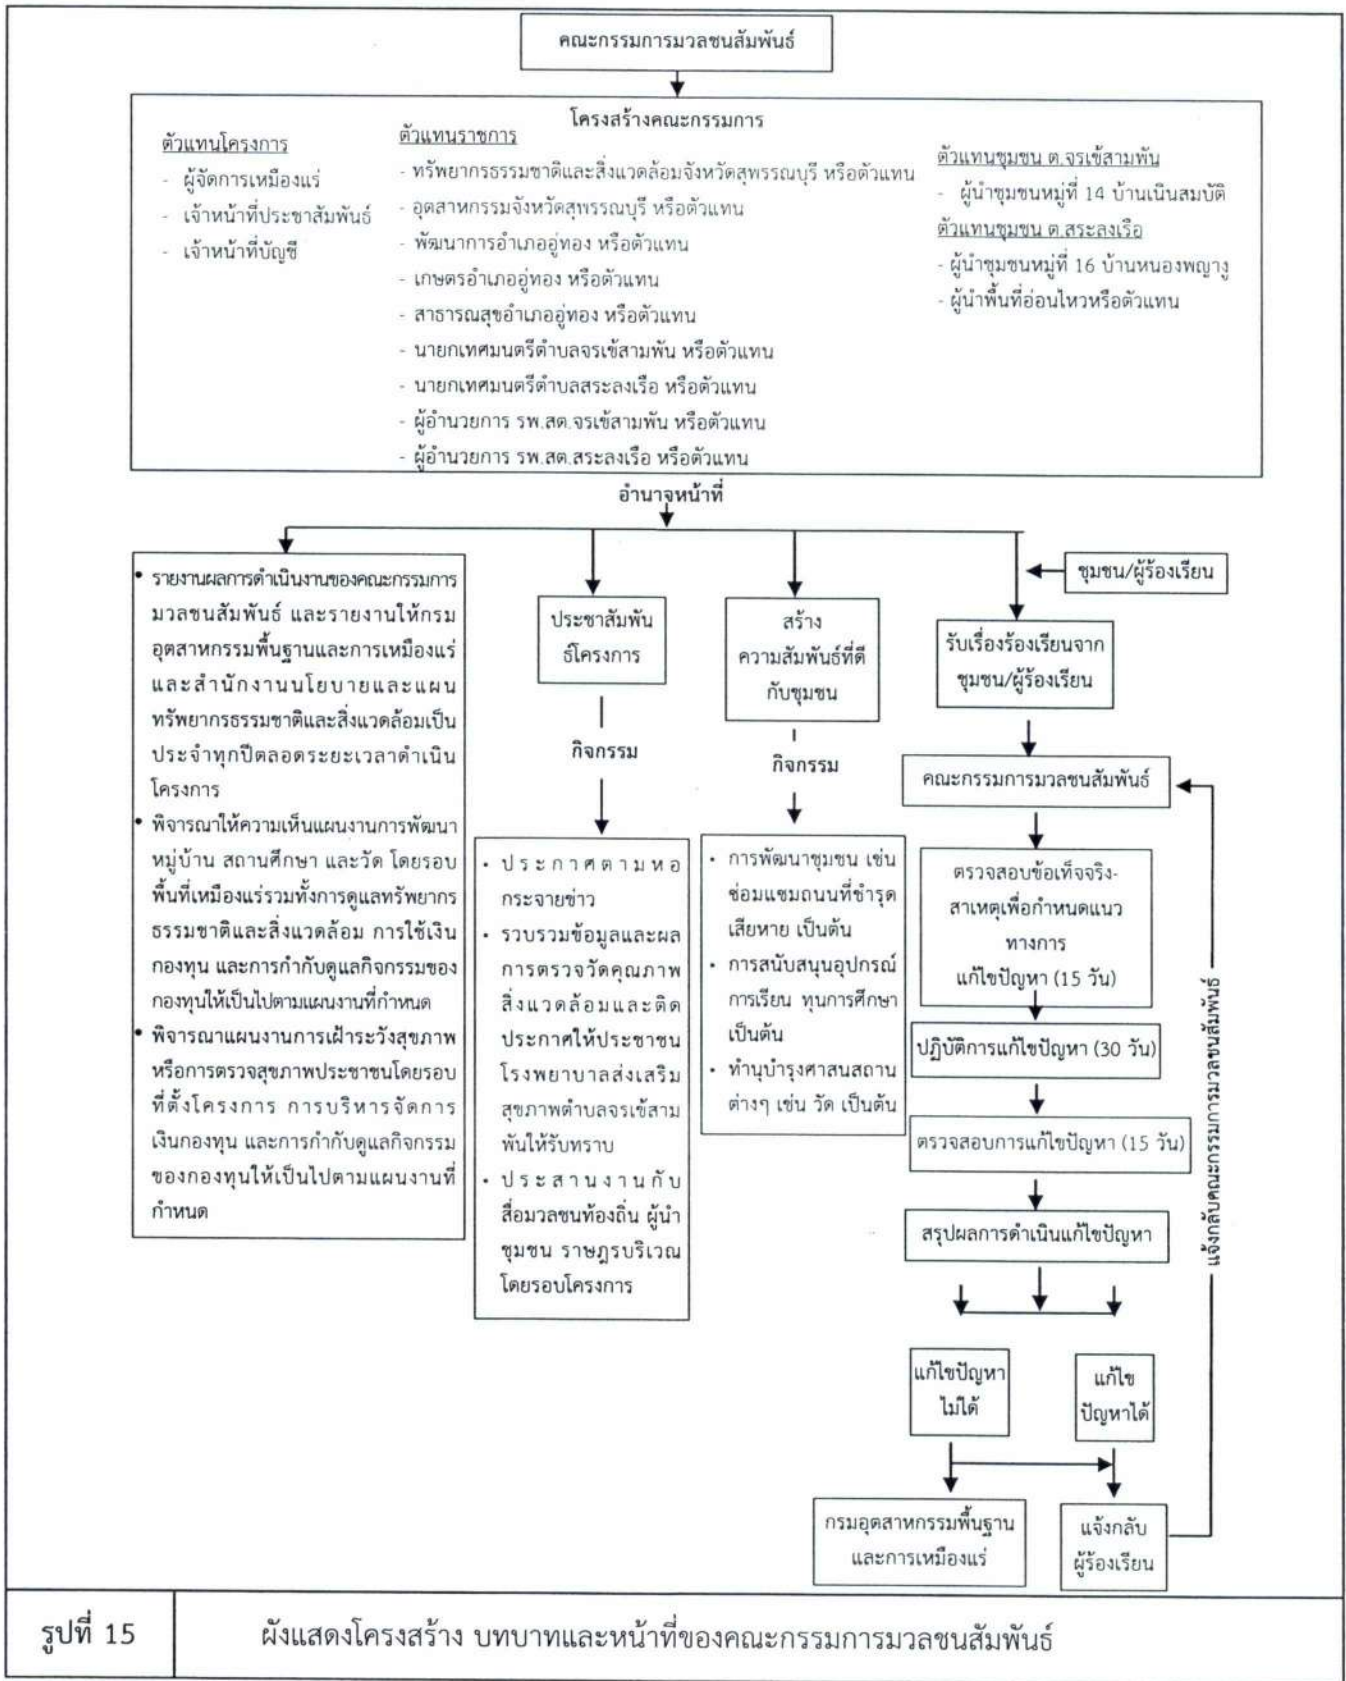 คณะกรรมการมวลชนสัมพันธ์
โครงสร้างคณะกรรมการ
ตัวแทนโครงการ
- ผู้จัดการเหมืองแร่
- เจ้าหน้าที่ประชาสัมพันธ์
- เจ้าหน้าที่บัญชี
ตัวแทนราชการ
- ทรัพยากรธรรมชาติและสิ่งแวดล้อมจังหวัดสุพรรณบุรี หรือตัวแทน
- อุตสาหกรรมจังหวัดสุพรรณบุรี หรือตัวแทน
- พัฒนาการอำเภออู่ทอง หรือตัวแทน
- เกษตรอำเภออู่ทอง หรือตัวแทน
- สาธารณสุขอำเภออู่ทอง หรือตัวแทน
- นายกเทศมนตรีตำบลจรเข้สามพัน หรือตัวแทน
- นายกเทศมนตรีตำบลสระลงเรือ หรือตัวแทน
- ผู้อำนวยการ รพ.สต.จรเข้สามพัน หรือตัวแทน
- ผู้อำนวยการ รพ.สต.สระลงเรือ หรือตัวแทน
ตัวแทนชุมชน ต.จรเข้สามพัน
- ผู้นำชุมชนหมู่ที่ 14 บ้านเนินสมบัติ
ตัวแทนชุมชน ต.สระลงเรือ
- ผู้นำชุมชนหมู่ที่ 16 บ้านหนองพญางู
- ผู้นำพื้นที่อ่อนไหวหรือตัวแทน
อำนาจหน้าที่
• รายงานผลการดำเนินงานของคณะกรรมการ
มวลชนสัมพันธ์ และรายงานให้กรม
อุตสาหกรรมพื้นฐานและการเหมืองแร่
และสำนักงานนโยบายและแผน
ทรัพยากรธรรมชาติและสิ่งแวดล้อมเป็น
ประจำทุกปีตลอดระยะเวลาดำเนิน
โครงการ
• พิจารณาให้ความเห็นแผนงานการพัฒนา
หมู่บ้าน สถานศึกษา และวัด โดยรอบ
พื้นที่เหมืองแร่รวมทั้งการดูแลทรัพยากร
ธรรมชาติและสิ่งแวดล้อม การใช้เงิน
กองทุน และการกำกับดูแลกิจกรรมของ
กองทุนให้เป็นไปตามแผนงานที่กำหนด
• พิจารณาแผนงานการเฝ้าระวังสุขภาพ
หรือการตรวจสุขภาพประชาชนโดยรอบ
ที่ตั้งโครงการ การบริหารจัดการ
เงินกองทุน และการกำกับดูแลกิจกรรม
ของกองทุนให้เป็นไปตามแผนงานที่
กำหนด
ประชาสัมพัน
ธ์โครงการ
กิจกรรม
• ประกาศตามหอ
กระจายข่าว
• รวบรวมข้อมูลและผล
การตรวจวัดคุณภาพ
สิ่งแวดล้อมและติด
ประกาศให้ประชาชน
โรงพยาบาลส่งเสริม
สุขภาพตำบลจรเข้สาม
พันให้รับทราบ
• ประสานงานกับ
สื่อมวลชนท้องถิ่น ผู้นำ
ชุมชน ราษฎรบริเวณ
โดยรอบโครงการ
สร้าง
ความสัมพันธ์ที่ดี
กับชุมชน
กิจกรรม
• การพัฒนาชุมชน เช่น
ซ่อมแซมถนนที่ชำรุด
เสียหาย เป็นต้น
• การสนับสนุนอุปกรณ์
การเรียน ทุนการศึกษา
เป็นต้น
• ทำนุบำรุงศาสนสถาน
ต่างๆ เช่น วัด เป็นต้น
ชุมชน/ผู้ร้องเรียน
รับเรื่องร้องเรียนจาก
ชุมชน/ผู้ร้องเรียน
คณะกรรมการมวลชนสัมพันธ์
ตรวจสอบข้อเท็จจริง-
สาเหตุเพื่อกำหนดแนว
ทางการ
แก้ไขปัญหา (15 วัน)
ปฏิบัติการแก้ไขปัญหา (30 วัน)
ตรวจสอบการแก้ไขปัญหา (15 วัน)
สรุปผลการดำเนินแก้ไขปัญหา
แก้ไขปัญหา
ไม่ได้
แก้ไข
ปัญหาได้
กรมอุตสาหกรรมพื้นฐาน
และการเหมืองแร่
แจ้งกลับ
ผู้ร้องเรียน
แจ้งกลับคณะกรรมการมวลชนสัมพันธ์
รูปที่ 15
ผังแสดงโครงสร้าง บทบาทและหน้าที่ของคณะกรรมการมวลชนสัมพันธ์